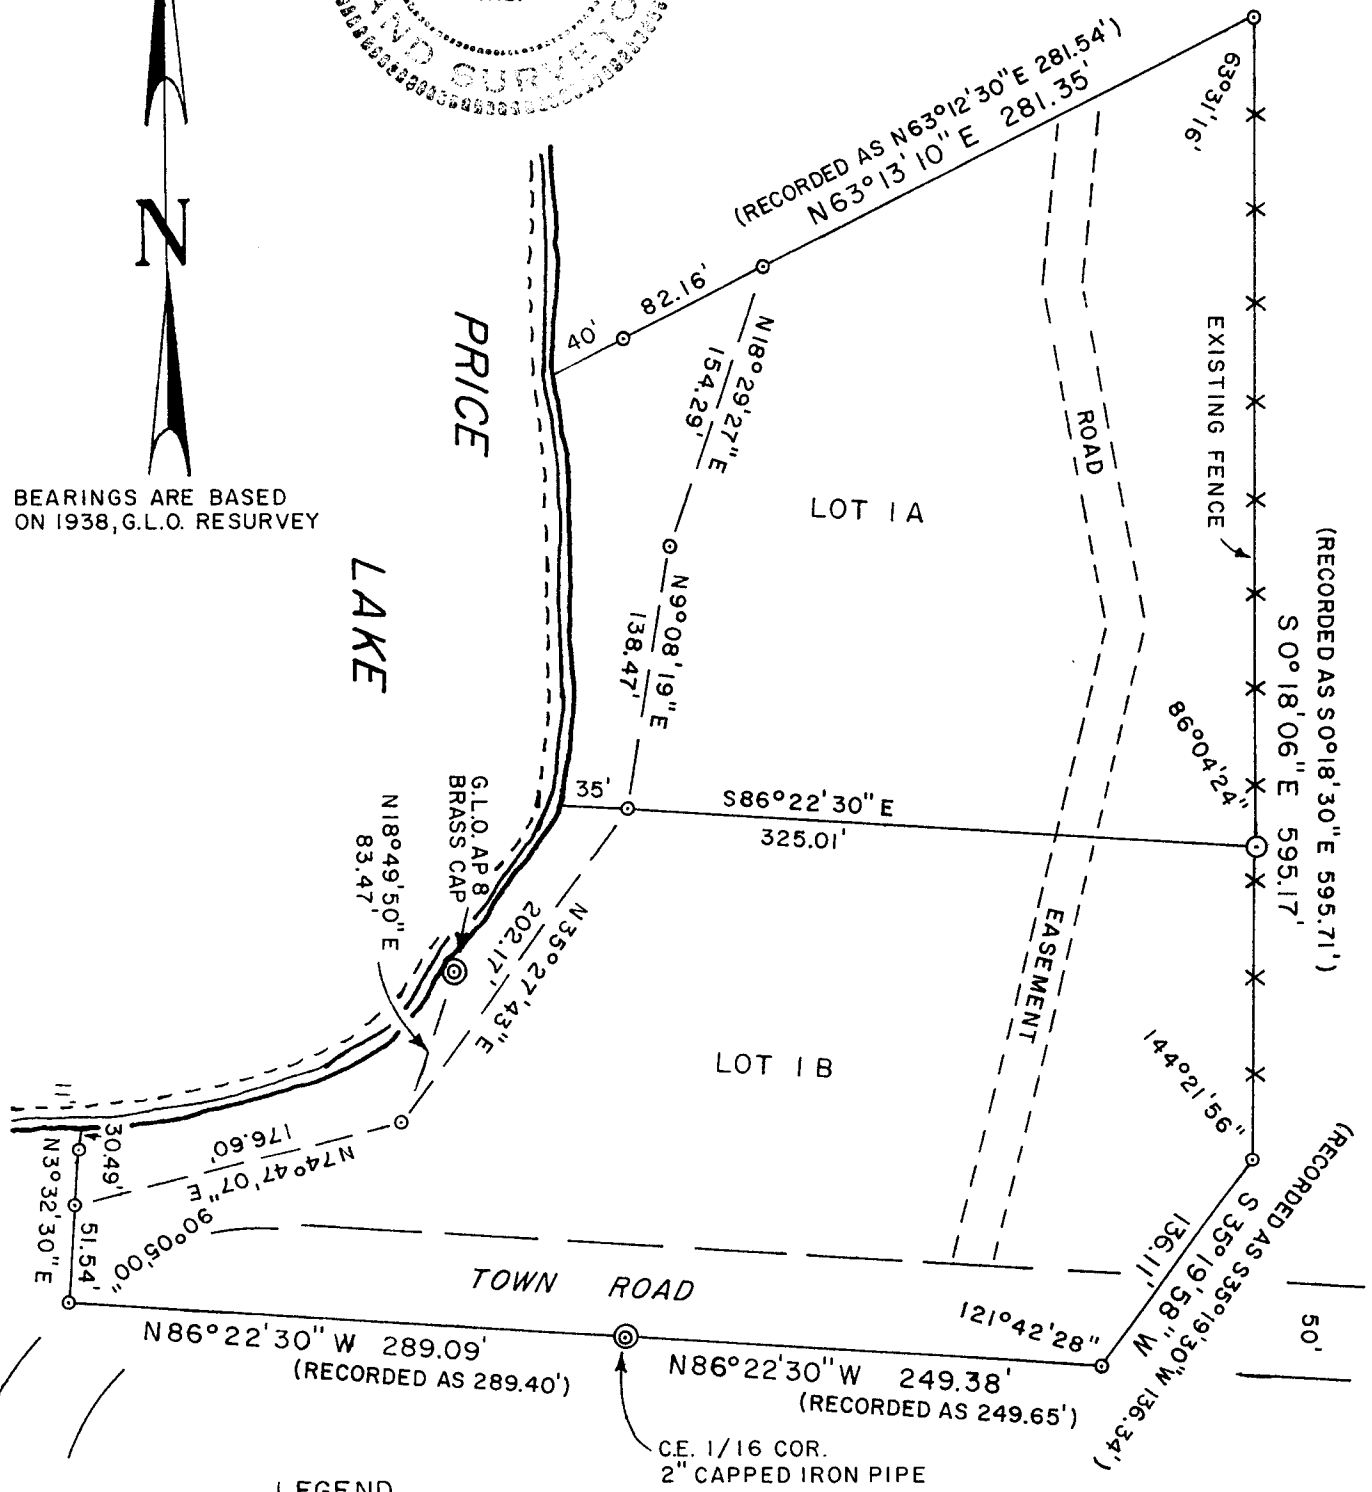 LAND SURVEYO
N
BEARINGS ARE BASED
ON 1938, G.L.O. RESURVEY
PRICE
LAKE
(RECORDED AS N63°12'30"E 281.54')
N63°13'10"E 281.35'
82.16'
40'
63°31'16'
N18°29'27"E
154.29'
LOT 1A
ROAD
EXISTING FENCE
(RECORDED AS S0°18'30"E 595.71')
S0°18'06"E 595.17'
N9°08'19"E
138.47'
86°04'24"
35'
S86°22'30"E
325.01'
G.L.O. AP 8
BRASS CAP
N18°49'50"E
83.47'
N35°27'43"E
202.17'
EASEMENT
LOT 1B
144°21'56"
11'
30.49'
N3°32'30"E
51.54'
176.60'
N74°47'07"E
90°05'00"
TOWN ROAD
121°42'28"
136.11'
S 35°19'58" W
(RECORDED AS S35°19'30"W 136.34')
50'
N86°22'30"W 289.09'
(RECORDED AS 289.40')
N86°22'30"W 249.38'
(RECORDED AS 249.65')
C.E. 1/16 COR.
2" CAPPED IRON PIPE
LEGEND